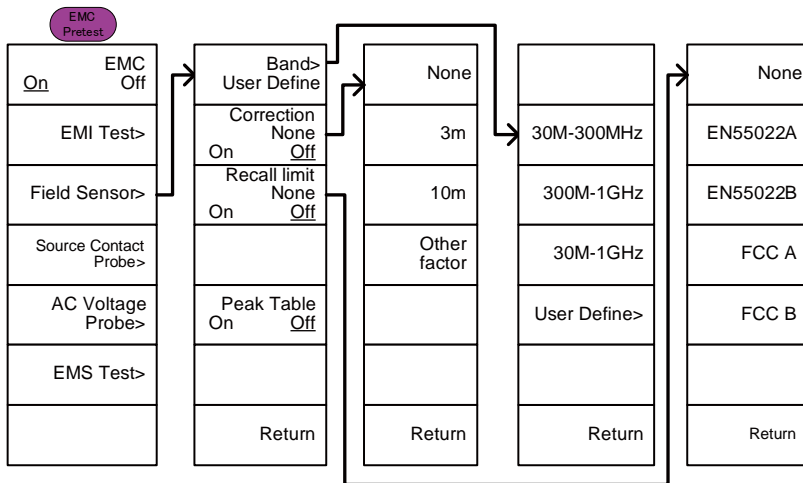 EMC
Pretest
EMC
On Off
EMI Test>
Field Sensor>
Source Contact
Probe>
AC Voltage
Probe>
EMS Test>
Band>
User Define
Correction
None
On Off
Recall limit
None
On Off
Peak Table
On Off
Return
None
3m
10m
Other
factor
Return
30M-300MHz
300M-1GHz
30M-1GHz
User Define>
Return
None
EN55022A
EN55022B
FCC A
FCC B
Return